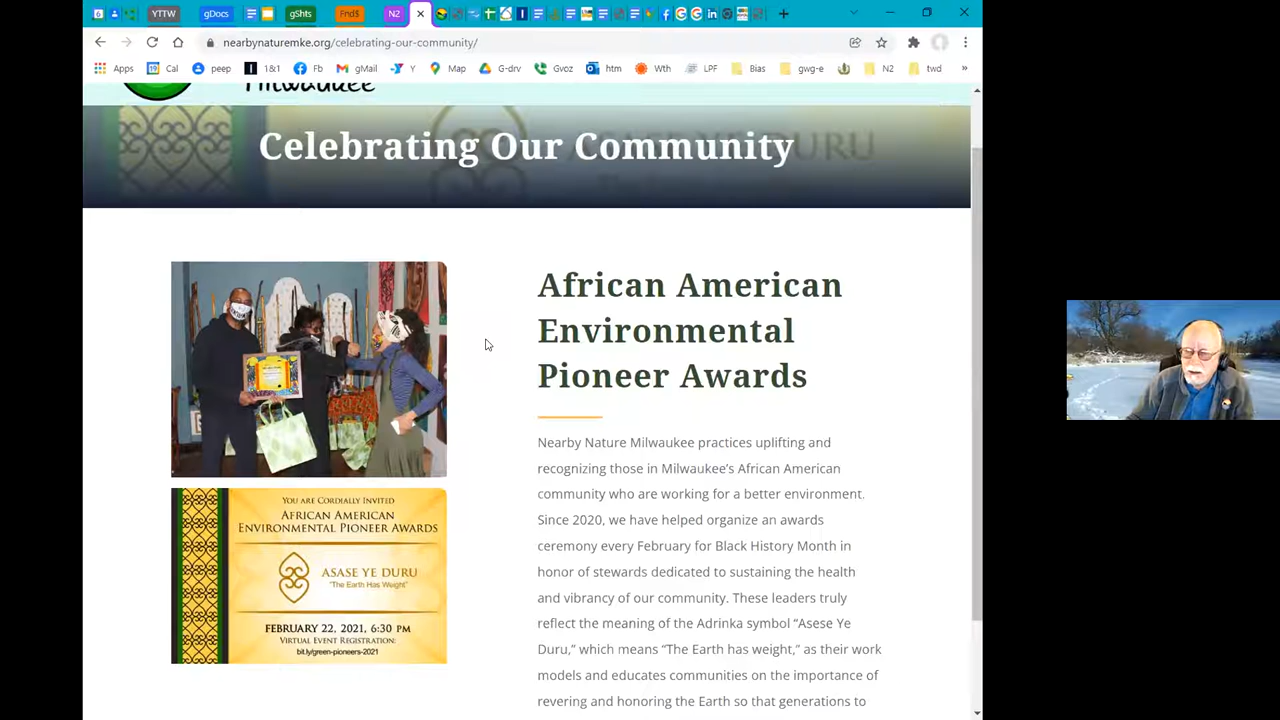 YTTW gDocs gShts Fnd$ N2
nearbynaturemke.org/celebrating-our-community/
Apps Cal peep 1&1 Fb gMail Y Map G-drv Gvoz htm Wth LPF Bias gwg-e N2 twd »
Milwaukee
ASASE YE DURU
Celebrating Our Community
African American
Environmental
Pioneer Awards
Nearby Nature Milwaukee practices uplifting and
recognizing those in Milwaukee's African American
community who are working for a better environment.
Since 2020, we have helped organize an awards
ceremony every February for Black History Month in
honor of stewards dedicated to sustaining the health
and vibrancy of our community. These leaders truly
reflect the meaning of the Adrinka symbol “Asese Ye
Duru,” which means “The Earth has weight,” as their work
models and educates communities on the importance of
revering and honoring the Earth so that generations to
You are Cordially Invited
African American
Environmental Pioneer Awards
ASASE YE DURU
"The Earth Has Weight"
FEBRUARY 22, 2021, 6:30 PM
VIRTUAL EVENT REGISTRATION:
bit.ly/green-pioneers-2021